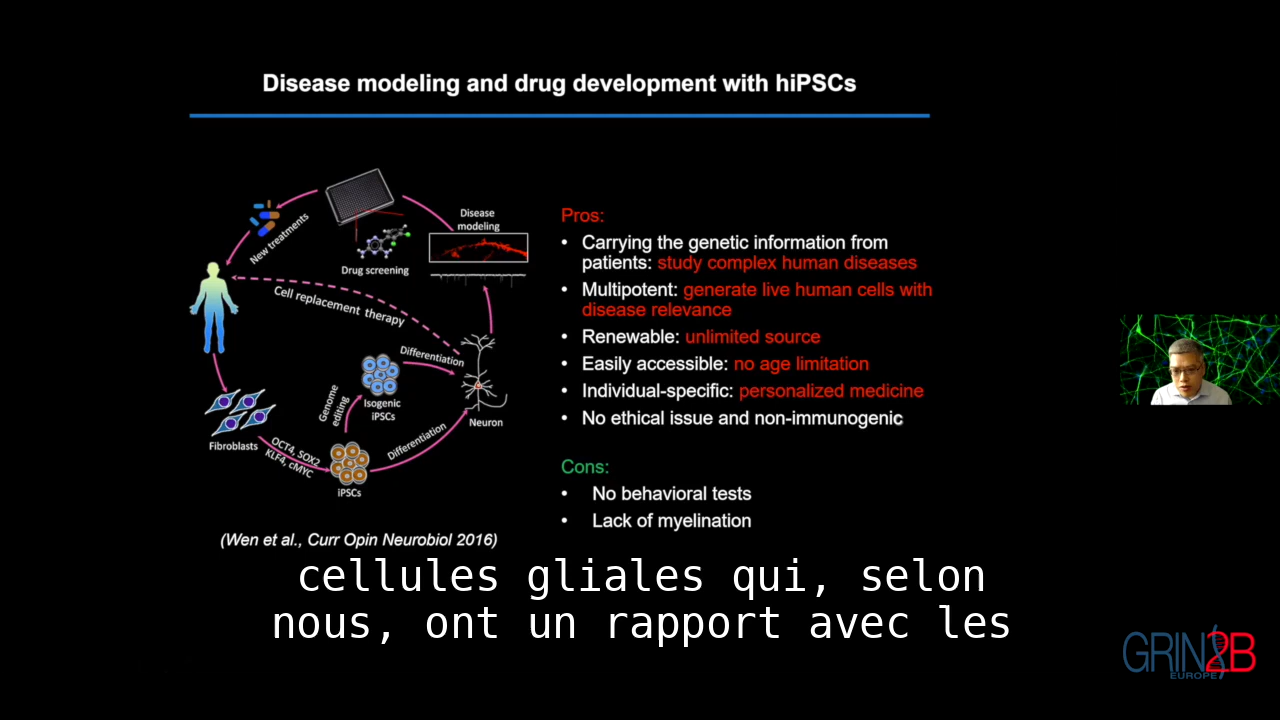 Disease modeling and drug development with hiPSCs
New treatments
Drug screening
Disease
modeling
Cell replacement therapy
Differentiation
Genome
editing
Isogenic
iPSCs
Neuron
Fibroblasts
OCT4, SOX2
KLF4, cMYC
Differentiation
iPSCs
(Wen et al., Curr Opin Neurobiol 2016)
Pros:
• Carrying the genetic information from
patients: study complex human diseases
• Multipotent: generate live human cells with
disease relevance
• Renewable: unlimited source
• Easily accessible: no age limitation
• Individual-specific: personalized medicine
• No ethical issue and non-immunogenic
Cons:
• No behavioral tests
• Lack of myelination
cellules gliales qui, selon
nous, ont un rapport avec les
GRIN2B
EUROPE